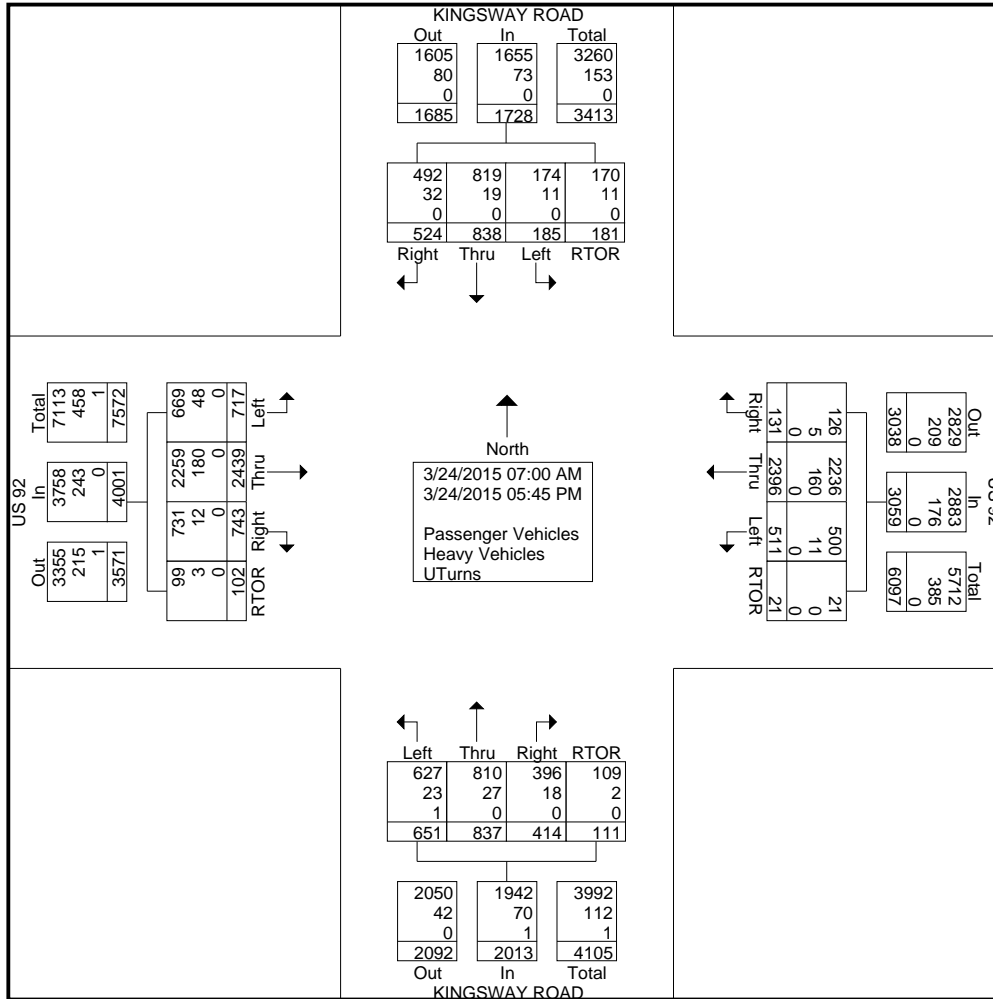 KINGSWAY ROAD
Out In Total
1605 1655 3260
80 73 153
0 0 0
1685 1728 3413
492 819 174 170
32 19 11 11
0 0 0 0
524 838 185 181
Right Thru Left RTOR
US 92
Total In Out
7113 3758 3355
458 243 215
1 0 1
7572 4001 3571
669 2259 731 99
48 180 12 3
0 0 0 0
717 2439 743 102
Left Thru Right RTOR
North
3/24/2015 07:00 AM
3/24/2015 05:45 PM
Passenger Vehicles
Heavy Vehicles
UTurns
Right Thru Left RTOR
131 2396 511 21
0 0 0 0
5 160 11 0
126 2236 500 21
Out In Total
2829 2883 5712
209 176 385
0 0 0
3038 3059 6097
US 92
Left Thru Right RTOR
627 810 396 109
23 27 18 2
1 0 0 0
651 837 414 111
2050 1942 3992
42 70 112
0 1 1
2092 2013 4105
Out In Total
KINGSWAY ROAD